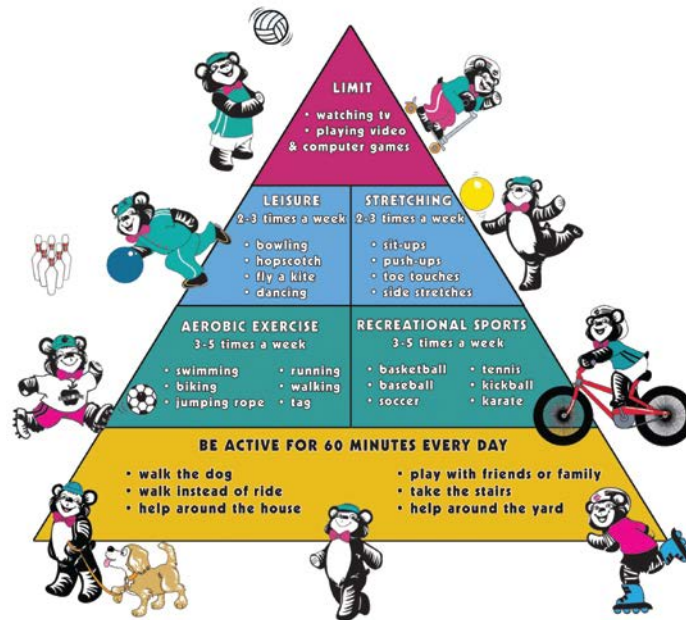 LIMIT
• watching tv
• playing video
& computer games
LEISURE
2-3 times a week
• bowling
• hopscotch
• fly a kite
• dancing
STRETCHING
2-3 times a week
• sit-ups
• push-ups
• toe touches
• side stretches
AEROBIC EXERCISE
3-5 times a week
• swimming
• biking
• jumping rope
• running
• walking
• tag
RECREATIONAL SPORTS
3-5 times a week
• basketball
• baseball
• soccer
• tennis
• kickball
• karate
BE ACTIVE FOR 60 MINUTES EVERY DAY
• walk the dog
• walk instead of ride
• help around the house
• play with friends or family
• take the stairs
• help around the yard